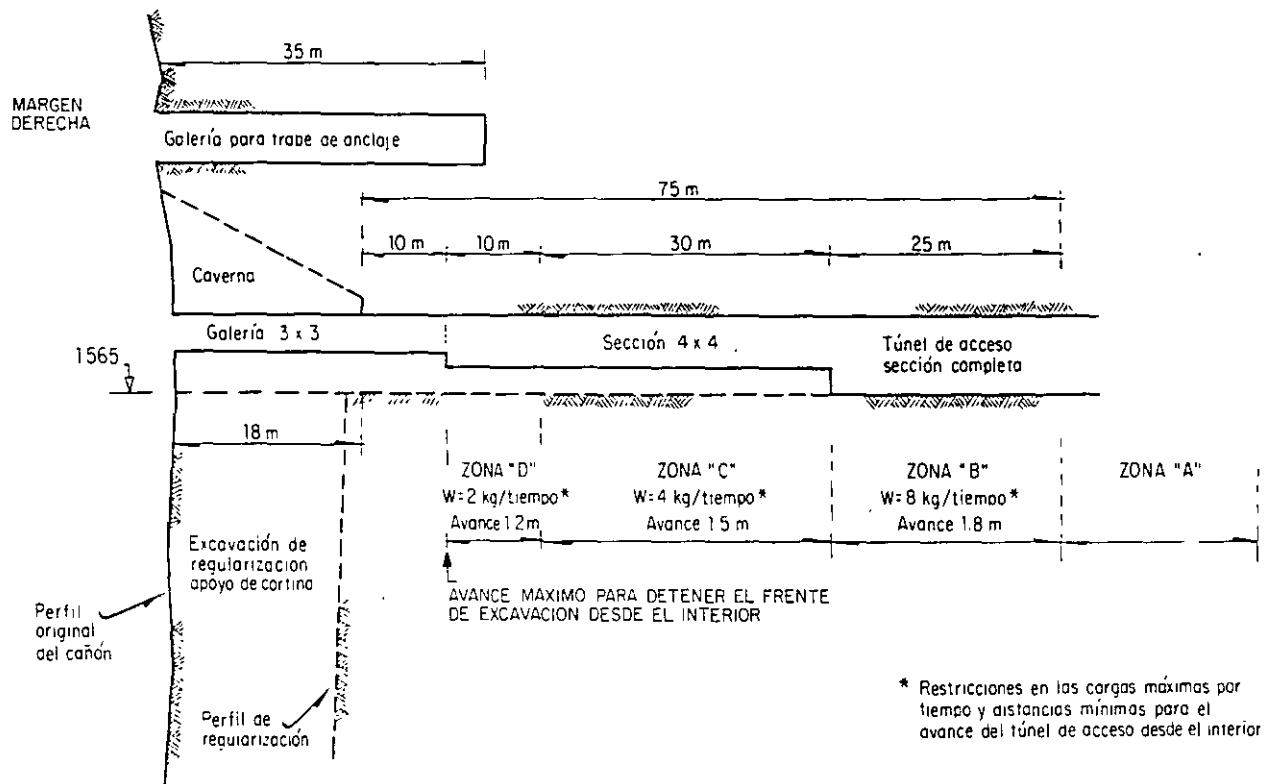 35 m
MARGEN
DERECHA
Galería para trabe de anclaje
75 m
10 m
10 m
30 m
25 m
Caverna
Galería 3 x 3
Sección 4 x 4
Túnel de acceso
sección completa
1565
18 m
ZONA "D"
W=2 kg/tiempo*
Avance 1.2 m
ZONA "C"
W=4 kg/tiempo*
Avance 1.5 m
ZONA "B"
W=8 kg/tiempo*
Avance 1.8 m
ZONA "A"
Excavación de
regularización
apoyo de cortina
AVANCE MAXIMO PARA DETENER EL FRENTE
DE EXCAVACION DESDE EL INTERIOR
Perfil
original
del cañón
Perfil de
regularización
* Restricciones en las cargas máximas por
tiempo y distancias mínimas para el
avance del túnel de acceso desde el interior